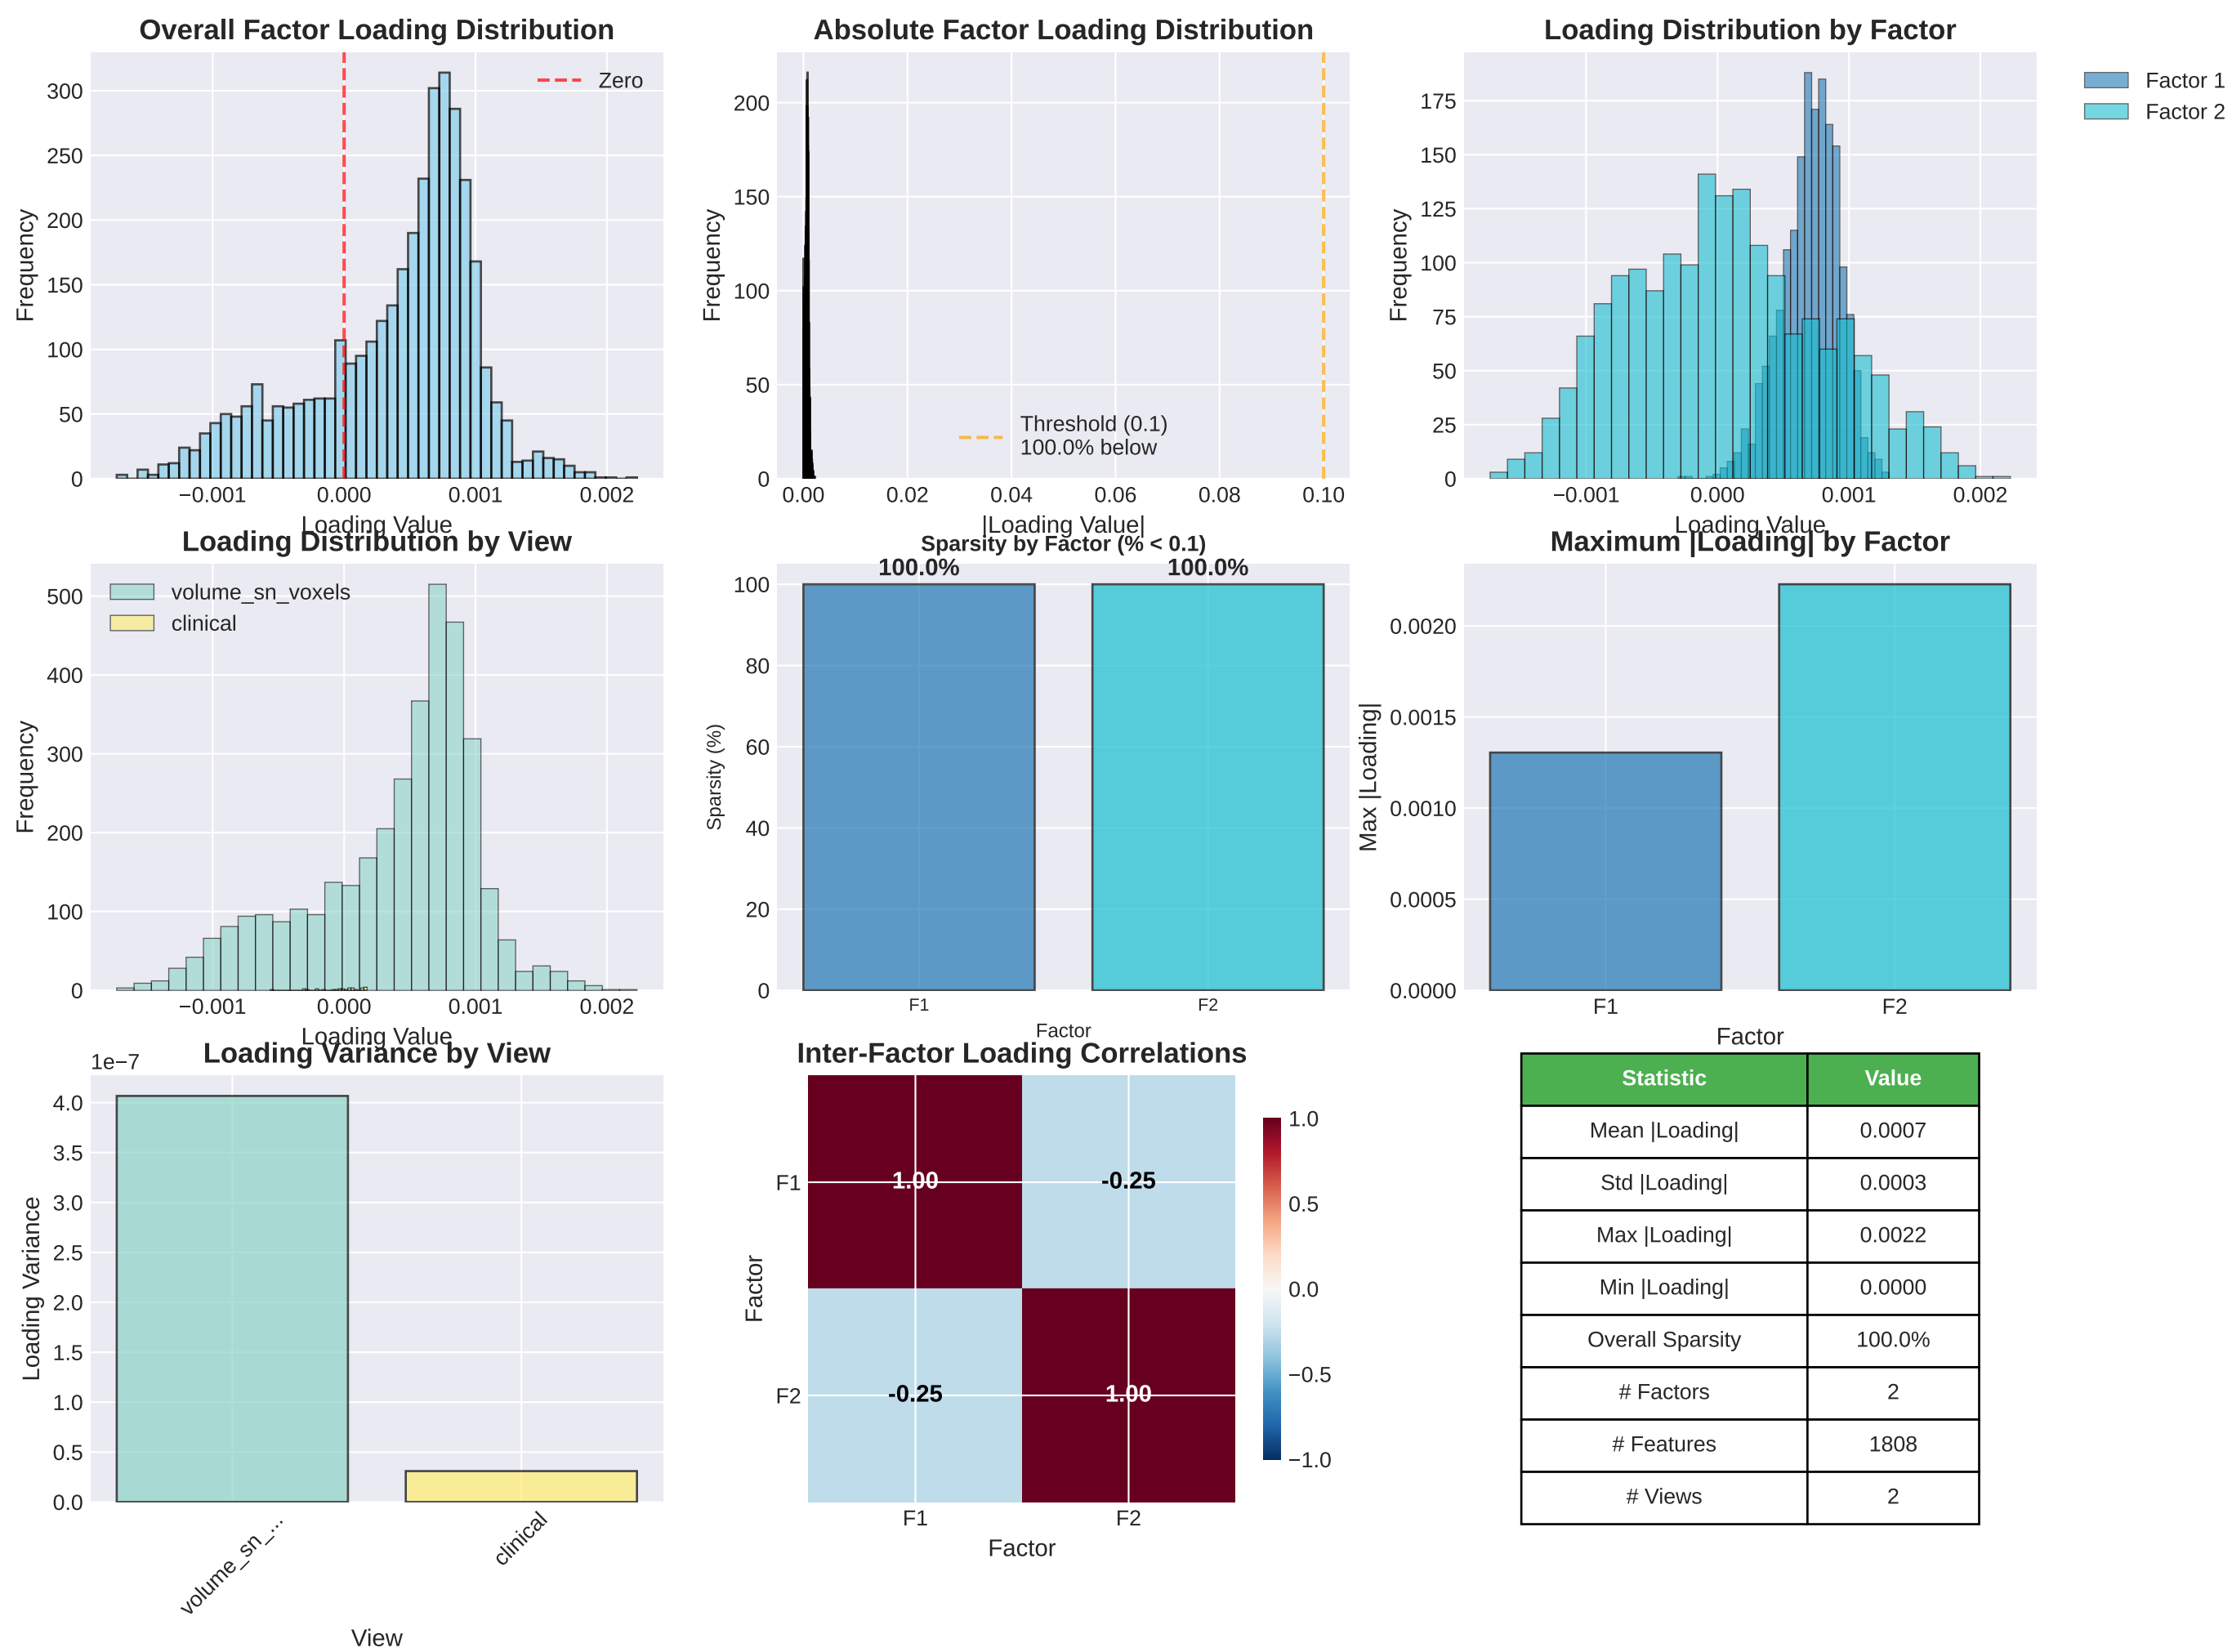 Overall Factor Loading Distribution
Zero
Frequency
300
250
200
150
100
50
0
−0.001
0.000
0.001
0.002
Loading Value
Absolute Factor Loading Distribution
Frequency
200
150
100
50
0
Threshold (0.1)
100.0% below
0.00
0.02
0.04
0.06
0.08
0.10
|Loading Value|
Loading Distribution by Factor
Factor 1
Factor 2
Frequency
175
150
125
100
75
50
25
0
−0.001
0.000
0.001
0.002
Loading Value
Loading Distribution by View
volume_sn_voxels
clinical
Frequency
500
400
300
200
100
0
−0.001
0.000
0.001
0.002
Loading Value
Sparsity by Factor (% < 0.1)
100.0%
100.0%
Sparsity (%)
100
80
60
40
20
0
F1
F2
Factor
Maximum |Loading| by Factor
Max |Loading|
0.0020
0.0015
0.0010
0.0005
0.0000
F1
F2
Factor
Loading Variance by View
1e−7
Loading Variance
4.0
3.5
3.0
2.5
2.0
1.5
1.0
0.5
0.0
volume_sn_...
clinical
View
Inter-Factor Loading Correlations
Factor
F1
F2
1.00
-0.25
-0.25
1.00
F1
F2
Factor
1.0
0.5
0.0
−0.5
−1.0
Statistic Value
Mean |Loading| 0.0007
Std |Loading| 0.0003
Max |Loading| 0.0022
Min |Loading| 0.0000
Overall Sparsity 100.0%
# Factors 2
# Features 1808
# Views 2